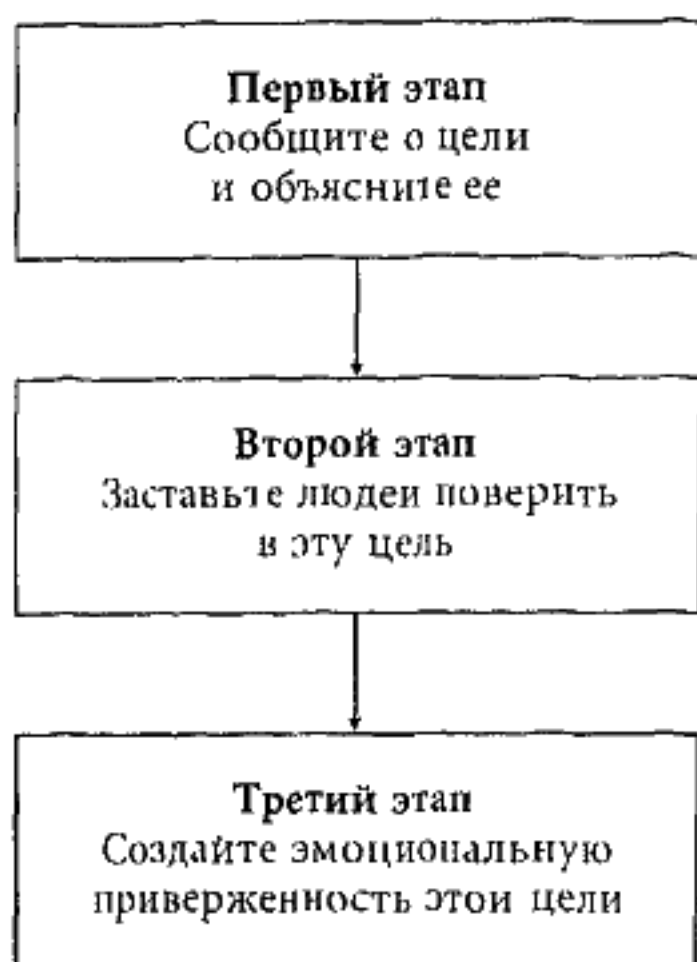 Первый этап
Сообщите о цели
и объясните ее
Второй этап
Заставьте людей поверить
в эту цель
Третий этап
Создайте эмоциональную
приверженность этой цели